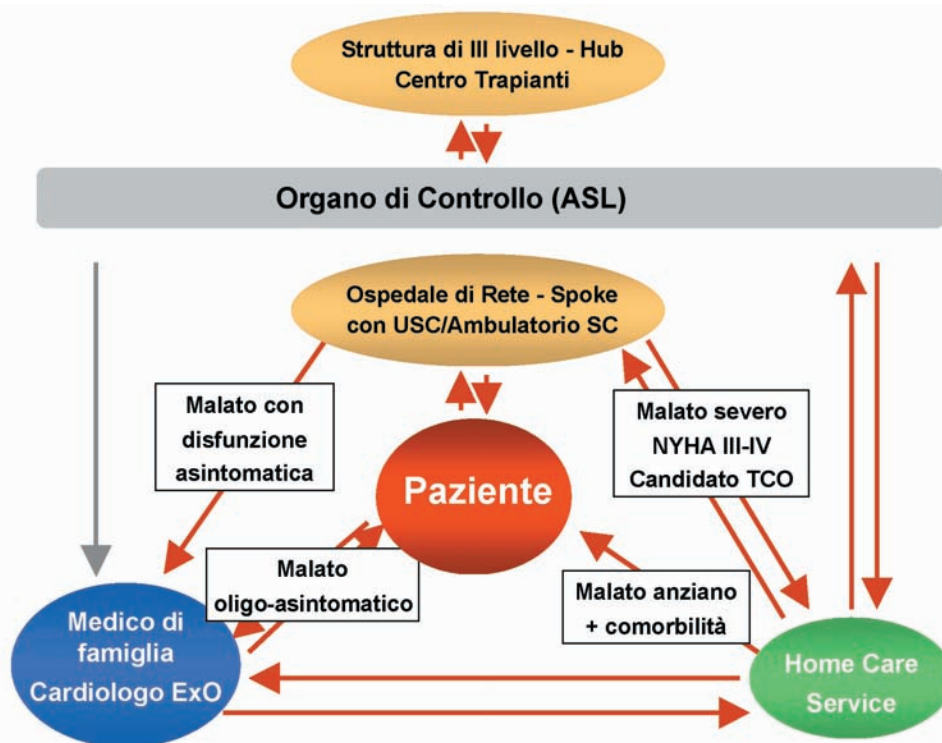 Struttura di III livello - Hub
Centro Trapianti
Organo di Controllo (ASL)
Ospedale di Rete - Spoke
con USC/Ambulatorio SC
Malato con
disfunzione
asintomatica
Malato severo
NYHA III-IV
Candidato TCO
Paziente
Malato
oligo-asintomatico
Malato anziano
+ comorbilità
Medico di
famiglia
Cardiologo ExO
Home Care
Service